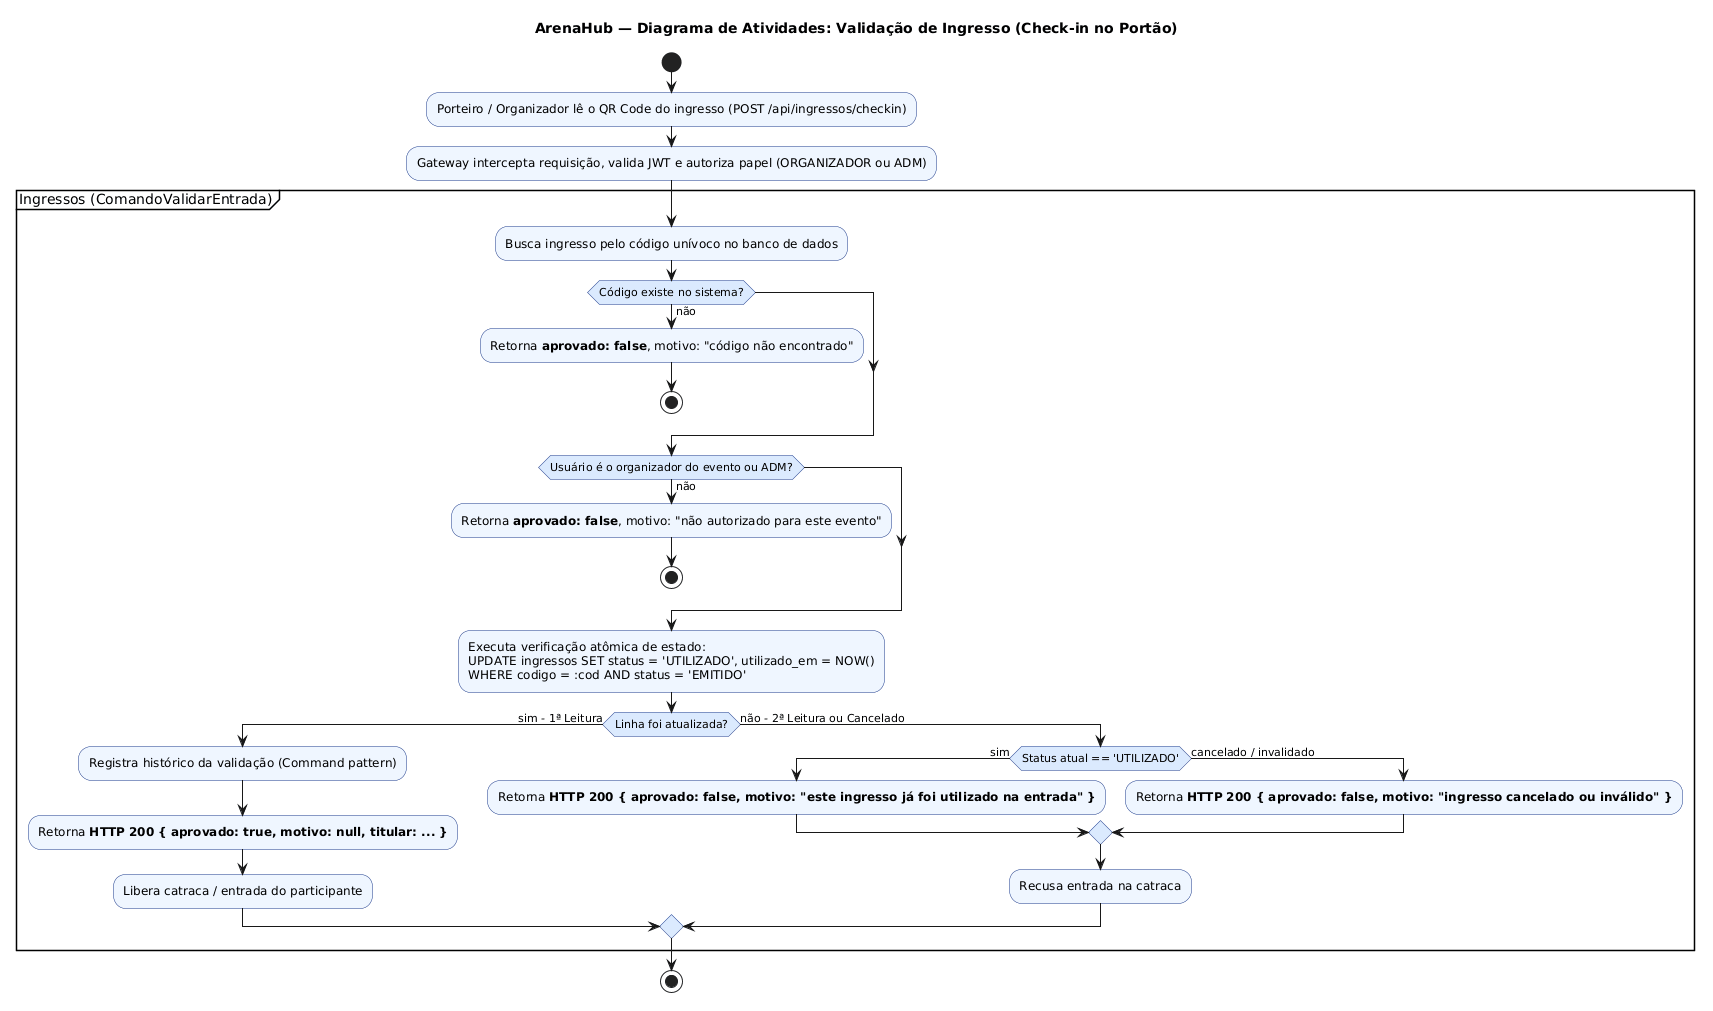 ArenaHub — Diagrama de Atividades: Validação de Ingresso (Check-in no Portão)
Porteiro / Organizador lê o QR Code do ingresso (POST /api/ingressos/checkin)
Gateway intercepta requisição, valida JWT e autoriza papel (ORGANIZADOR ou ADM)
Ingressos (ComandoValidarEntrada)
Busca ingresso pelo código unívoco no banco de dados
Código existe no sistema?
não
Retorna aprovado: false, motivo: "código não encontrado"
Usuário é o organizador do evento ou ADM?
não
Retorna aprovado: false, motivo: "não autorizado para este evento"
Executa verificação atômica de estado:
UPDATE ingressos SET status = 'UTILIZADO', utilizado_em = NOW()
WHERE codigo = :cod AND status = 'EMITIDO'
sim - 1ª Leitura
Linha foi atualizada?
não - 2ª Leitura ou Cancelado
Registra histórico da validação (Command pattern)
Retorna HTTP 200 { aprovado: true, motivo: null, titular: ... }
Libera catraca / entrada do participante
sim
Status atual == 'UTILIZADO'
cancelado / invalidado
Retorna HTTP 200 { aprovado: false, motivo: "este ingresso já foi utilizado na entrada" }
Retorna HTTP 200 { aprovado: false, motivo: "ingresso cancelado ou inválido" }
Recusa entrada na catraca